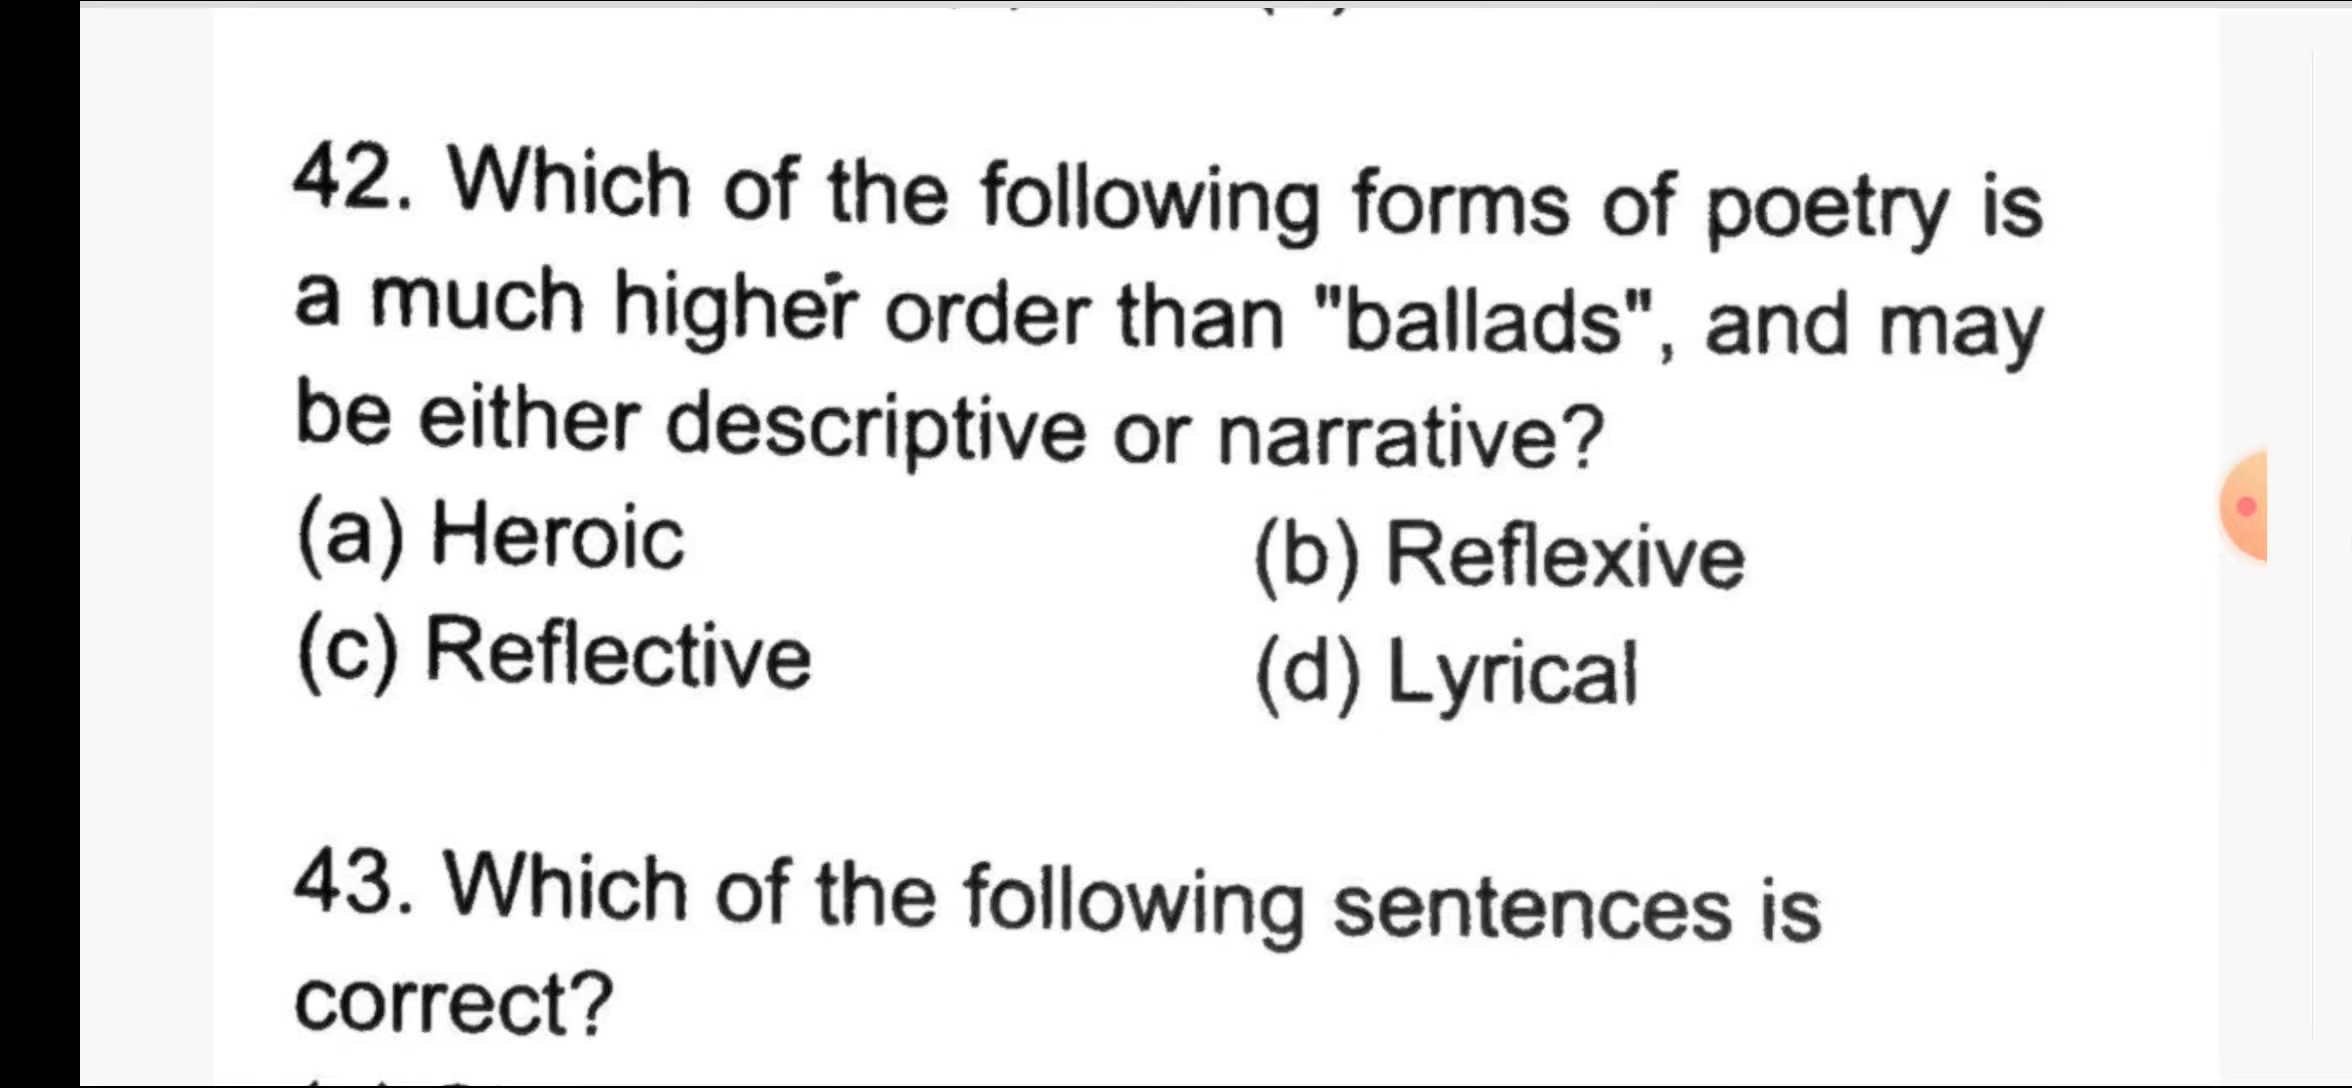 42. Which of the following forms of poetry is
a much higher order than "ballads", and may
be either descriptive or narrative?
(a) Heroic (b) Reflexive
(c) Reflective (d) Lyrical
43. Which of the following sentences is
correct?